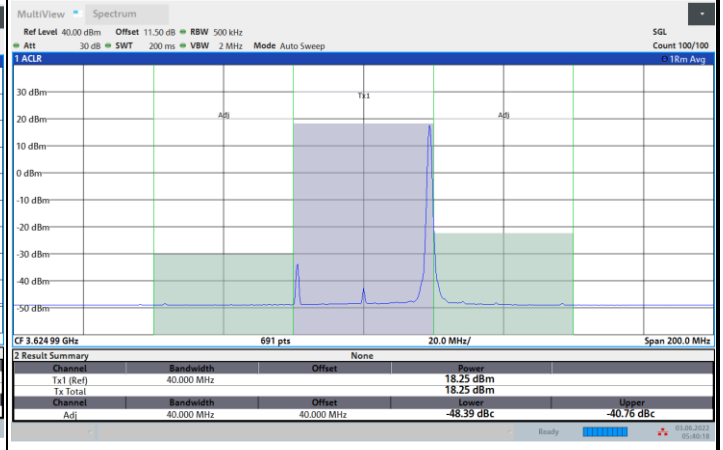 MultiView Spectrum
Ref Level 40.00 dBm Offset 11.50 dB RBW 500 kHz SGL
Att 30 dB SWT 200 ms VBW 2 MHz Mode Auto Sweep Count 100/100
1 ACLR 1Rm Avg
30 dBm
Tx1
20 dBm
Adj Adj
10 dBm
0 dBm
-10 dBm
-20 dBm
-30 dBm
-40 dBm
-50 dBm
CF 3.624 99 GHz 691 pts 20.0 MHz/ Span 200.0 MHz
2 Result Summary None
Channel Bandwidth Offset Power
Tx1 (Ref) 40.000 MHz 18.25 dBm
Tx Total 18.25 dBm
Channel Bandwidth Offset Lower Upper
Adj 40.000 MHz 40.000 MHz -48.39 dBc -40.76 dBc
Ready 03.06.2022
05:40:18